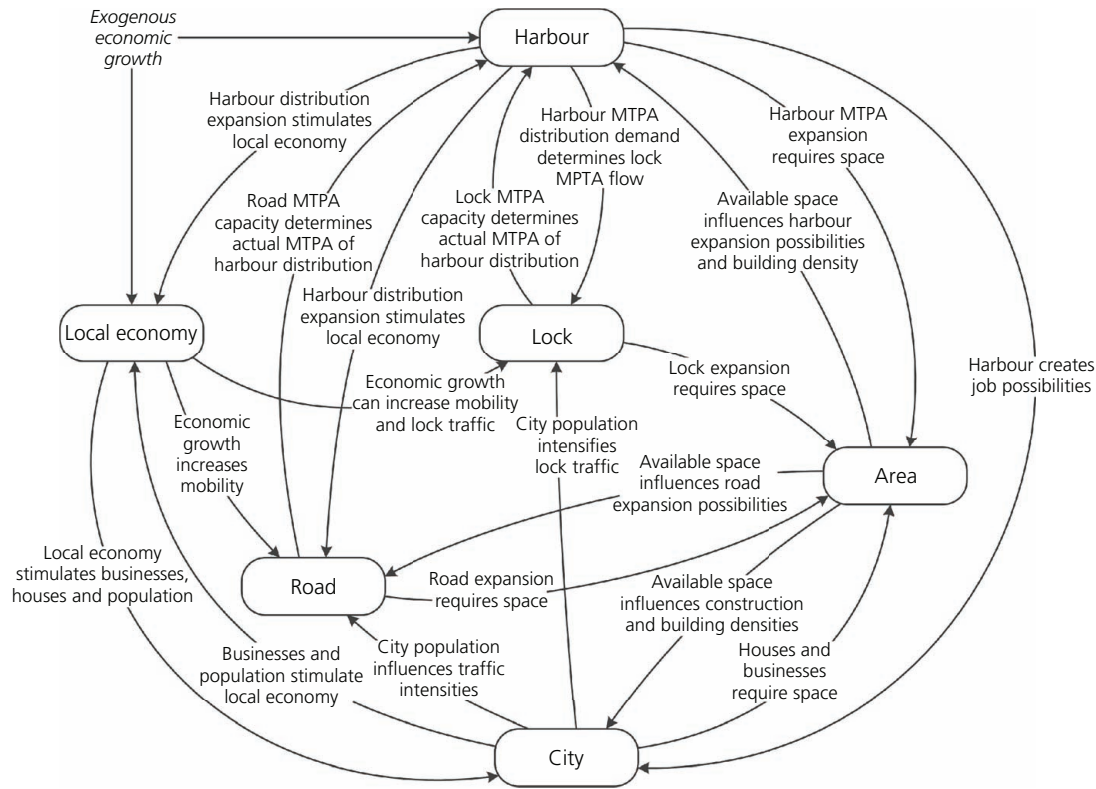 Exogenous
economic
growth
Harbour
Harbour distribution
expansion stimulates
local economy
Harbour MTPA
distribution demand
determines lock
MPTA flow
Harbour MTPA
expansion
requires space
Road MTPA
capacity determines
actual MTPA of
harbour distribution
Lock MTPA
capacity determines
actual MTPA of
harbour distribution
Available space
influences harbour
expansion possibilities
and building density
Harbour distribution
expansion stimulates
local economy
Local economy
Lock
Harbour creates
job possibilities
Lock expansion
requires space
Economic growth
can increase mobility
and lock traffic
Economic
growth
increases
mobility
City population
intensifies
lock traffic
Available space
influences road
expansion possibilities
Area
Local economy
stimulates businesses,
houses and population
Road
Road expansion
requires space
Available space
influences construction
and building densities
Businesses and
population stimulate
local economy
City population
influences traffic
intensities
Houses and
businesses
require space
City